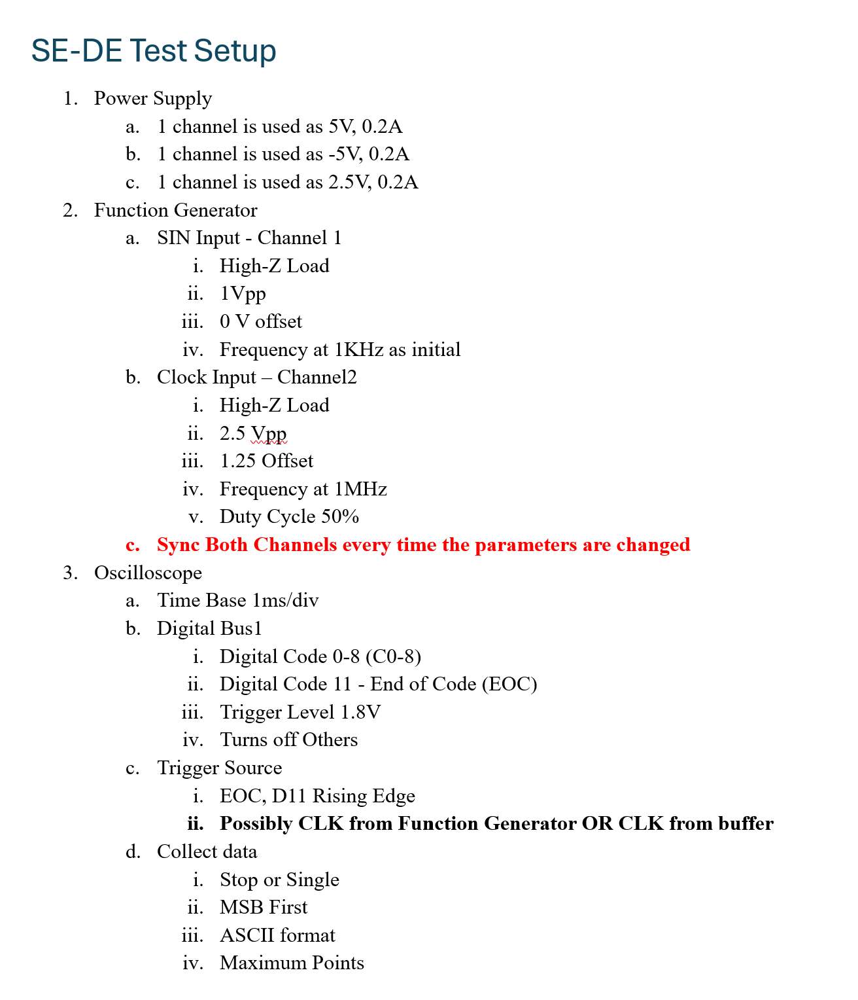 SE-DE Test Setup
1. Power Supply
a. 1 channel is used as 5V, 0.2A
b. 1 channel is used as -5V, 0.2A
c. 1 channel is used as 2.5V, 0.2A
2. Function Generator
a. SIN Input - Channel 1
i. High-Z Load
ii. 1Vpp
iii. 0 V offset
iv. Frequency at 1KHz as initial
b. Clock Input – Channel2
i. High-Z Load
ii. 2.5 Vpp
iii. 1.25 Offset
iv. Frequency at 1MHz
v. Duty Cycle 50%
c. Sync Both Channels every time the parameters are changed
3. Oscilloscope
a. Time Base 1ms/div
b. Digital Bus1
i. Digital Code 0-8 (C0-8)
ii. Digital Code 11 - End of Code (EOC)
iii. Trigger Level 1.8V
iv. Turns off Others
c. Trigger Source
i. EOC, D11 Rising Edge
ii. Possibly CLK from Function Generator OR CLK from buffer
d. Collect data
i. Stop or Single
ii. MSB First
iii. ASCII format
iv. Maximum Points